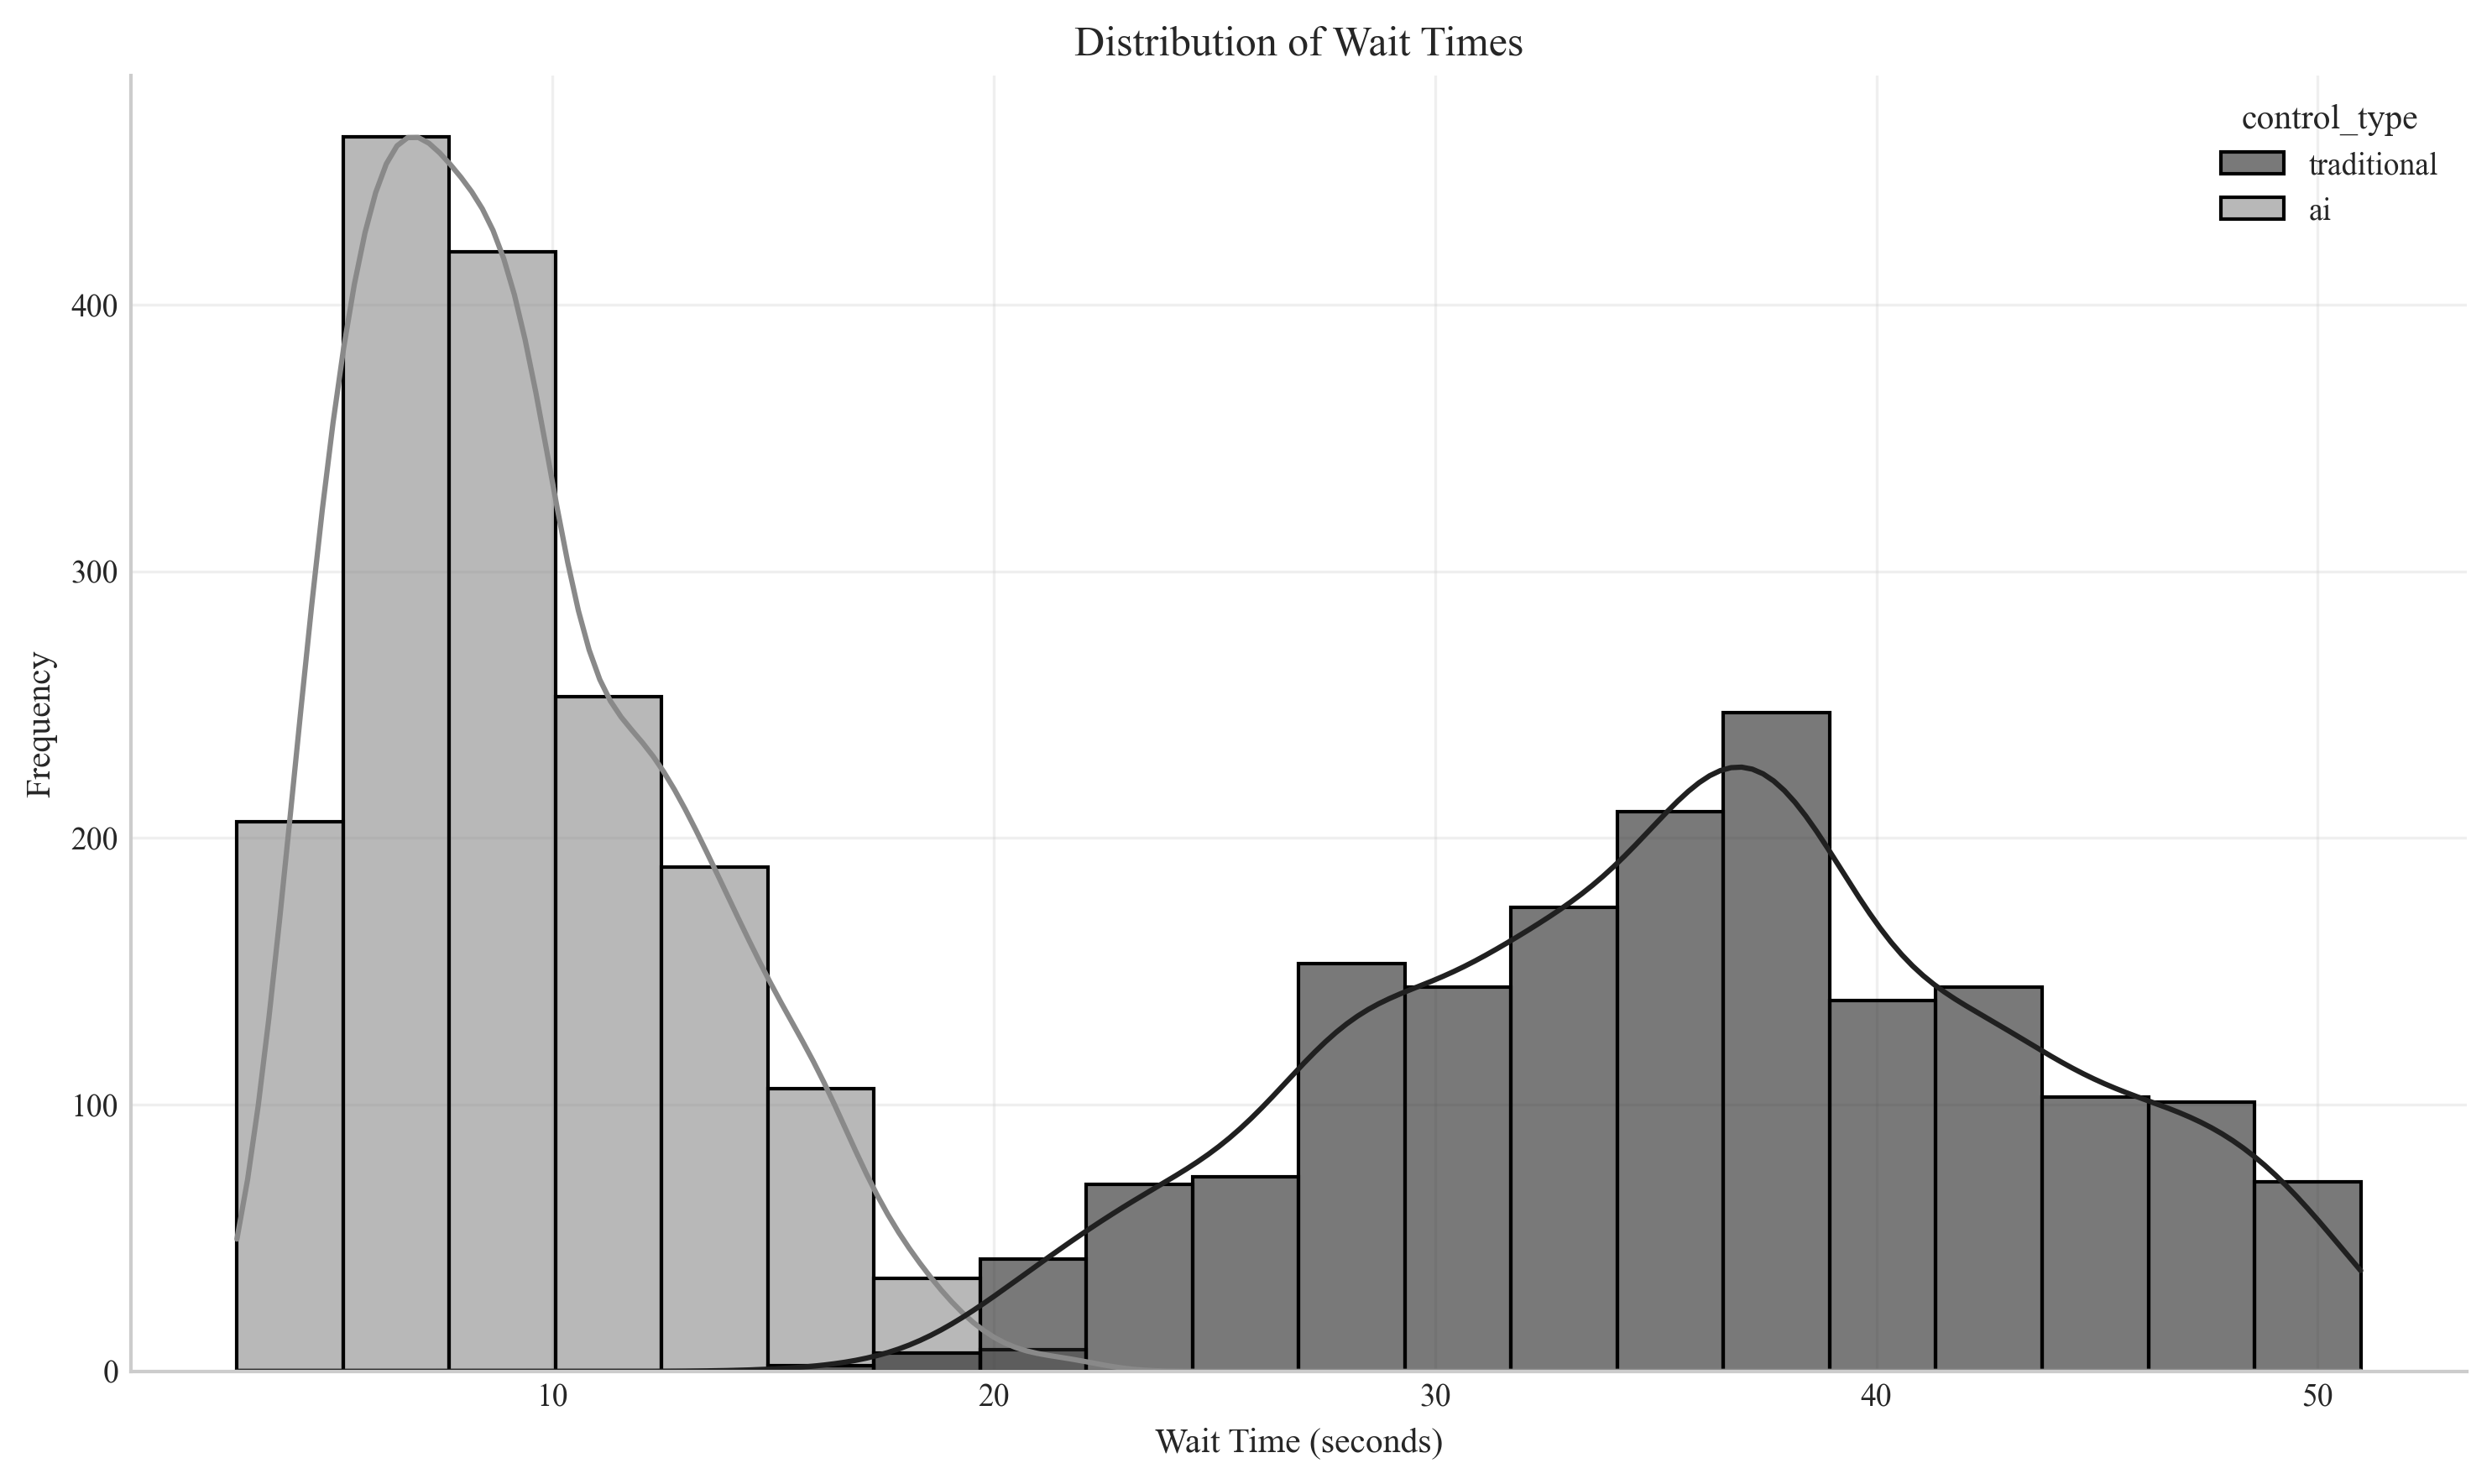 Distribution of Wait Times
control_type
traditional
ai
400
300
200
100
0
Frequency
10 20 30 40 50
Wait Time (seconds)